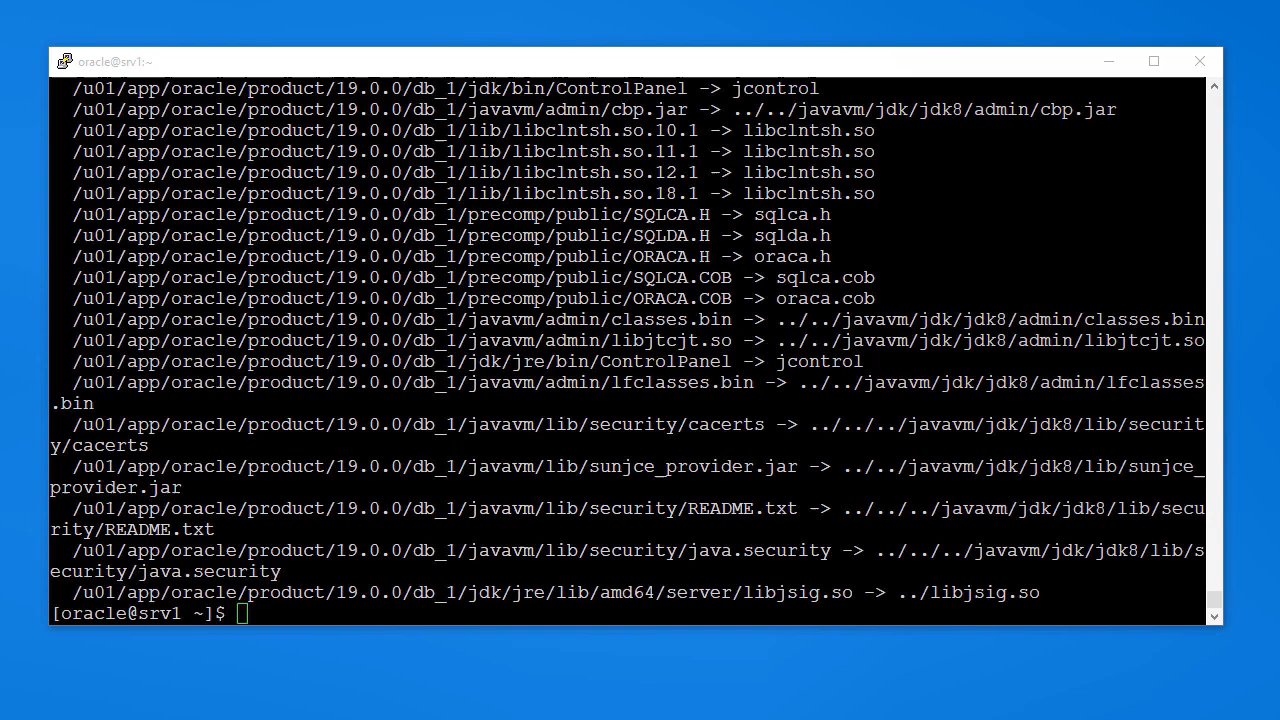 oracle@srv1:~
/u01/app/oracle/product/19.0.0/db_1/jdk/bin/ControlPanel -> jcontrol
/u01/app/oracle/product/19.0.0/db_1/javavm/admin/cbp.jar -> ../../javavm/jdk/jdk8/admin/cbp.jar
/u01/app/oracle/product/19.0.0/db_1/lib/libclntsh.so.10.1 -> libclntsh.so
/u01/app/oracle/product/19.0.0/db_1/lib/libclntsh.so.11.1 -> libclntsh.so
/u01/app/oracle/product/19.0.0/db_1/lib/libclntsh.so.12.1 -> libclntsh.so
/u01/app/oracle/product/19.0.0/db_1/lib/libclntsh.so.18.1 -> libclntsh.so
/u01/app/oracle/product/19.0.0/db_1/precomp/public/SQLCA.H -> sqlca.h
/u01/app/oracle/product/19.0.0/db_1/precomp/public/SQLDA.H -> sqlda.h
/u01/app/oracle/product/19.0.0/db_1/precomp/public/ORACA.H -> oraca.h
/u01/app/oracle/product/19.0.0/db_1/precomp/public/SQLCA.COB -> sqlca.cob
/u01/app/oracle/product/19.0.0/db_1/precomp/public/ORACA.COB -> oraca.cob
/u01/app/oracle/product/19.0.0/db_1/javavm/admin/classes.bin -> ../../javavm/jdk/jdk8/admin/classes.bin
/u01/app/oracle/product/19.0.0/db_1/javavm/admin/libjtcjt.so -> ../../javavm/jdk/jdk8/admin/libjtcjt.so
/u01/app/oracle/product/19.0.0/db_1/jdk/jre/bin/ControlPanel -> jcontrol
/u01/app/oracle/product/19.0.0/db_1/javavm/admin/lfclasses.bin -> ../../javavm/jdk/jdk8/admin/lfclasses
.bin
/u01/app/oracle/product/19.0.0/db_1/javavm/lib/security/cacerts -> ../../../javavm/jdk/jdk8/lib/securit
y/cacerts
/u01/app/oracle/product/19.0.0/db_1/javavm/lib/sunjce_provider.jar -> ../../javavm/jdk/jdk8/lib/sunjce_
provider.jar
/u01/app/oracle/product/19.0.0/db_1/javavm/lib/security/README.txt -> ../../../javavm/jdk/jdk8/lib/secu
rity/README.txt
/u01/app/oracle/product/19.0.0/db_1/javavm/lib/security/java.security -> ../../../javavm/jdk/jdk8/lib/s
ecurity/java.security
/u01/app/oracle/product/19.0.0/db_1/jdk/jre/lib/amd64/server/libjsig.so -> ../libjsig.so
[oracle@srv1 ~]$